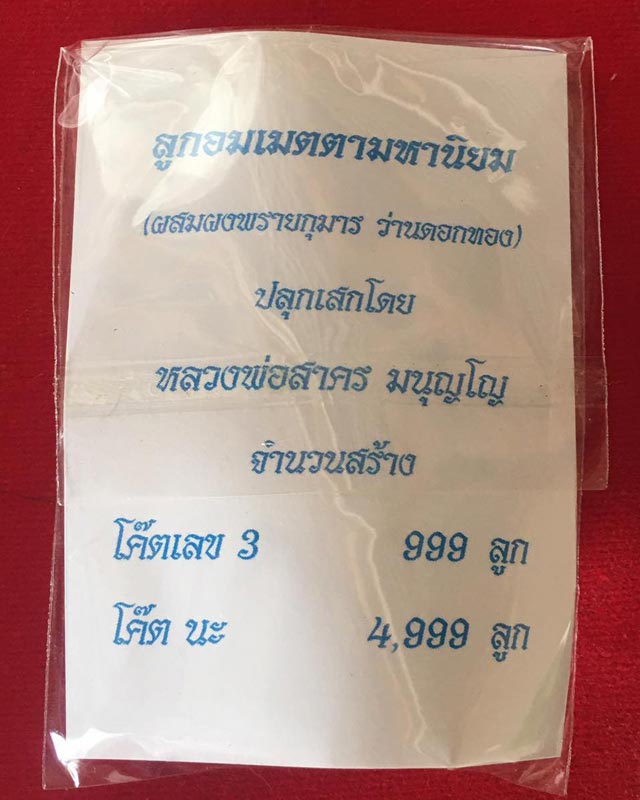 ลูกอมเมตตามหานิยม
(ผสมผงพรายกุมาร ว่านดอกทอง)
ปลุกเสกโดย
หลวงพ่อสาคร มนุญโญ
จำนวนสร้าง
โค๊ตเลข 3 999 ลูก
โค๊ต นะ 4,999 ลูก